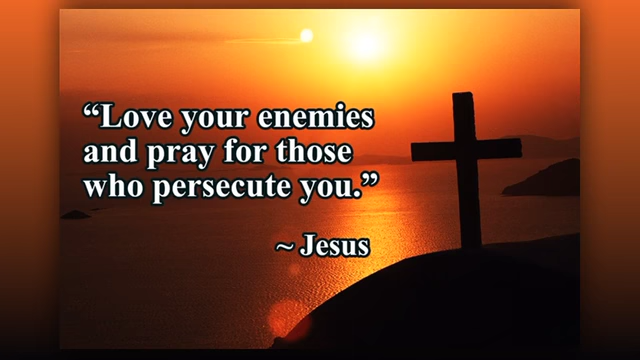 “Love your enemies
and pray for those
who persecute you.”
~ Jesus